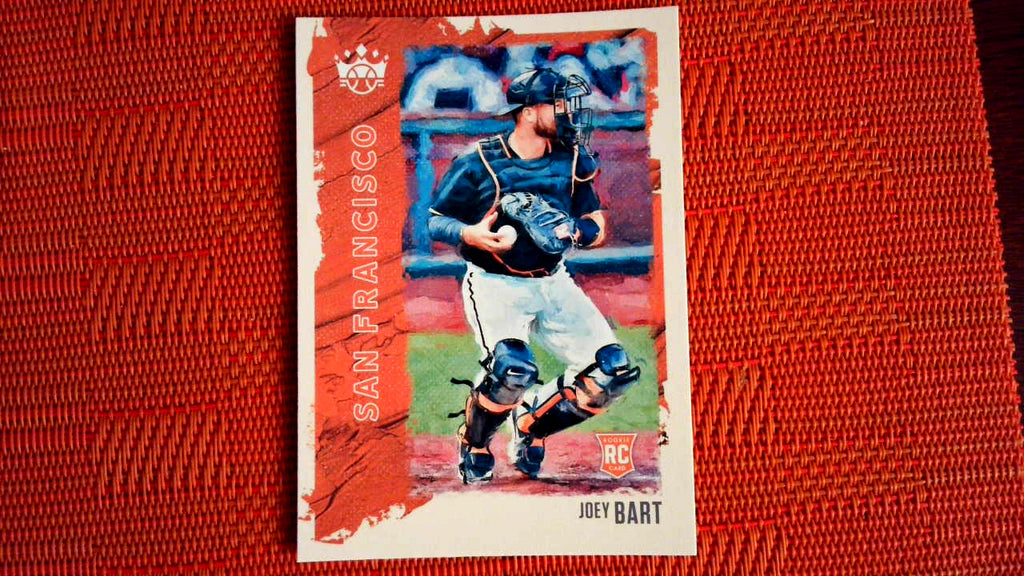 SAN FRANCISCO
ROOKIE
RC
CARD
JOEY BART